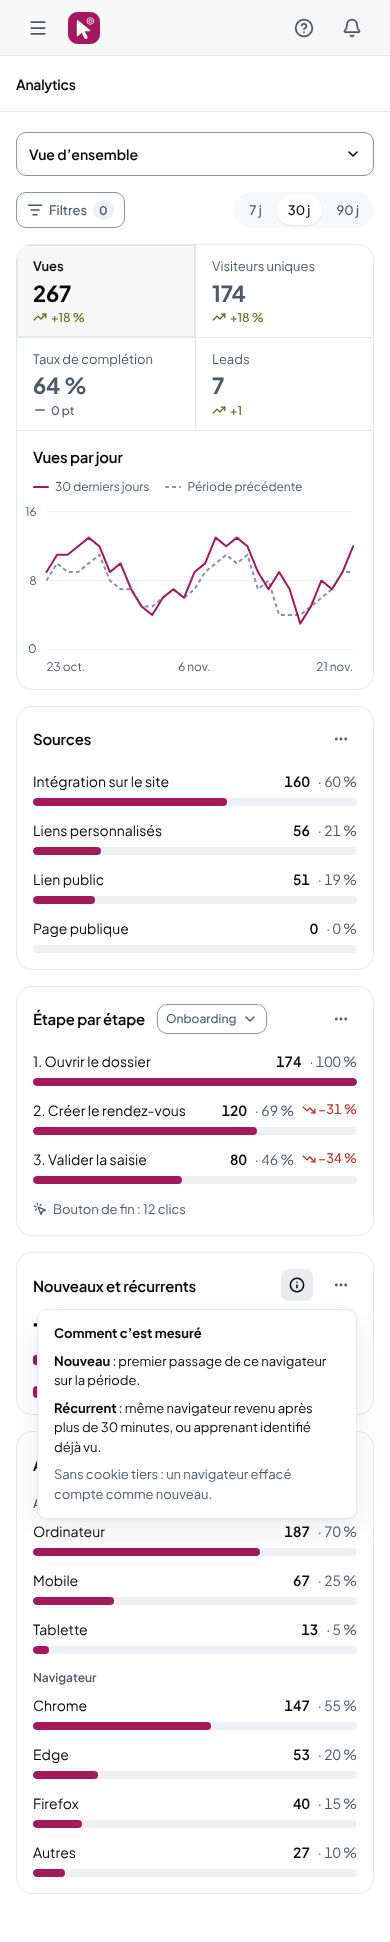 Analytics
Vue d’ensemble
Filtres 0
7 j 30 j 90 j
Vues
267
+18 %
Visiteurs uniques
174
+18 %
Taux de complétion
64 %
0 pt
Leads
7
+1
Vues par jour
30 derniers jours
Période précédente
16
8
0
23 oct. 6 nov. 21 nov.
Sources
Intégration sur le site 160 · 60 %
Liens personnalisés 56 · 21 %
Lien public 51 · 19 %
Page publique 0 · 0 %
Étape par étape Onboarding
1. Ouvrir le dossier 174 · 100 %
2. Créer le rendez-vous 120 · 69 % −31 %
3. Valider la saisie 80 · 46 % −34 %
Bouton de fin : 12 clics
Nouveaux et récurrents
Comment c’est mesuré
Nouveau : premier passage de ce navigateur
sur la période.
Récurrent : même navigateur revenu après
plus de 30 minutes, ou apprenant identifié
déjà vu.
Sans cookie tiers : un navigateur effacé
compte comme nouveau.
Ordinateur 187 · 70 %
Mobile 67 · 25 %
Tablette 13 · 5 %
Navigateur
Chrome 147 · 55 %
Edge 53 · 20 %
Firefox 40 · 15 %
Autres 27 · 10 %